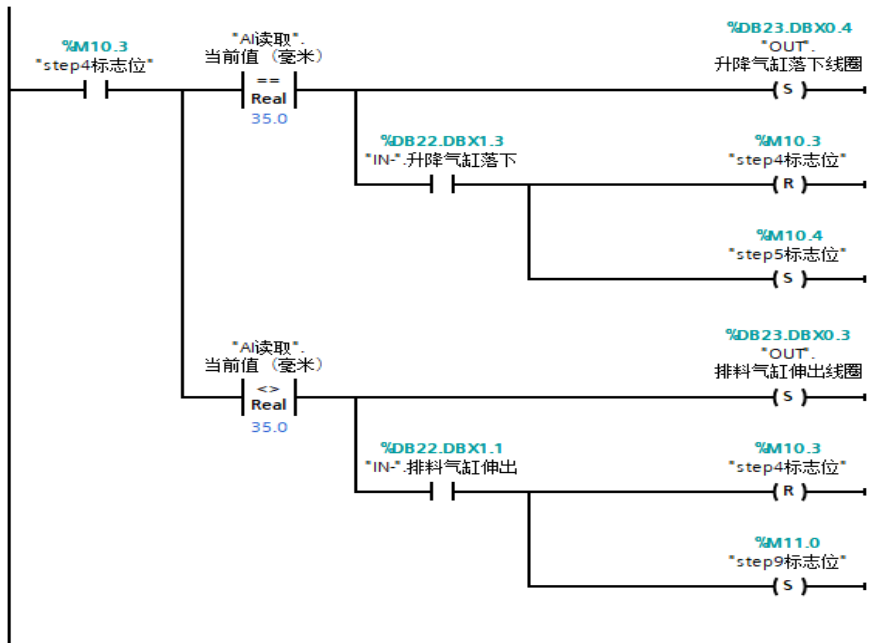 %M10.3
"step4标志位"
"AI读取".
当前值（毫米）
==
Real
35.0
%DB23.DBX0.4
"OUT".
升降气缸落下线圈
S
%DB22.DBX1.3
"IN-".升降气缸落下
%M10.3
"step4标志位"
R
%M10.4
"step5标志位"
S
"AI读取".
当前值（毫米）
<>
Real
35.0
%DB23.DBX0.3
"OUT".
排料气缸伸出线圈
S
%DB22.DBX1.1
"IN-".排料气缸伸出
%M10.3
"step4标志位"
R
%M11.0
"step9标志位"
S